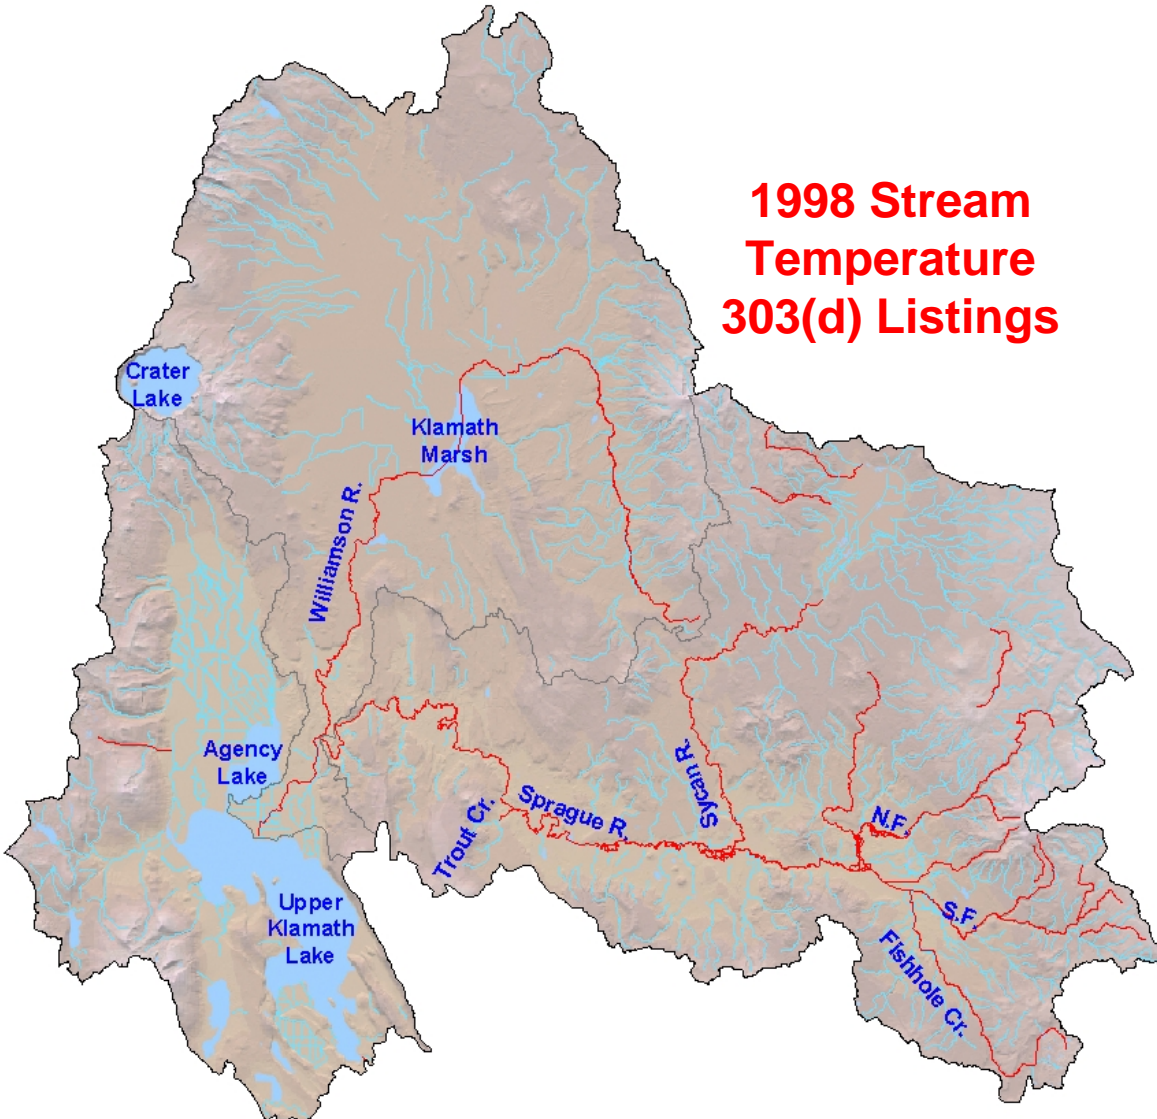 1998 Stream
Temperature
303(d) Listings
Crater
Lake
Klamath
Marsh
Williamson R.
Agency
Lake
Sycan R.
Sprague R.
Trout Cr.
N.F.
S.F.
Fishhole Cr.
Upper
Klamath
Lake